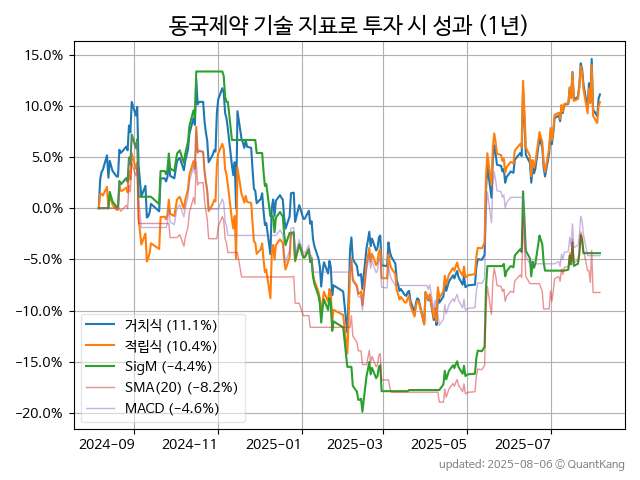 동국제약 기술 지표로 투자 시 성과 (1년)
15.0%
10.0%
5.0%
0.0%
−5.0%
−10.0%
−15.0%
−20.0%
거치식 (11.1%)
적립식 (10.4%)
SigM (−4.4%)
SMA(20) (−8.2%)
MACD (−4.6%)
2024-09
2024-11
2025-01
2025-03
2025-05
2025-07
updated: 2025-08-06 ⓒ QuantKang